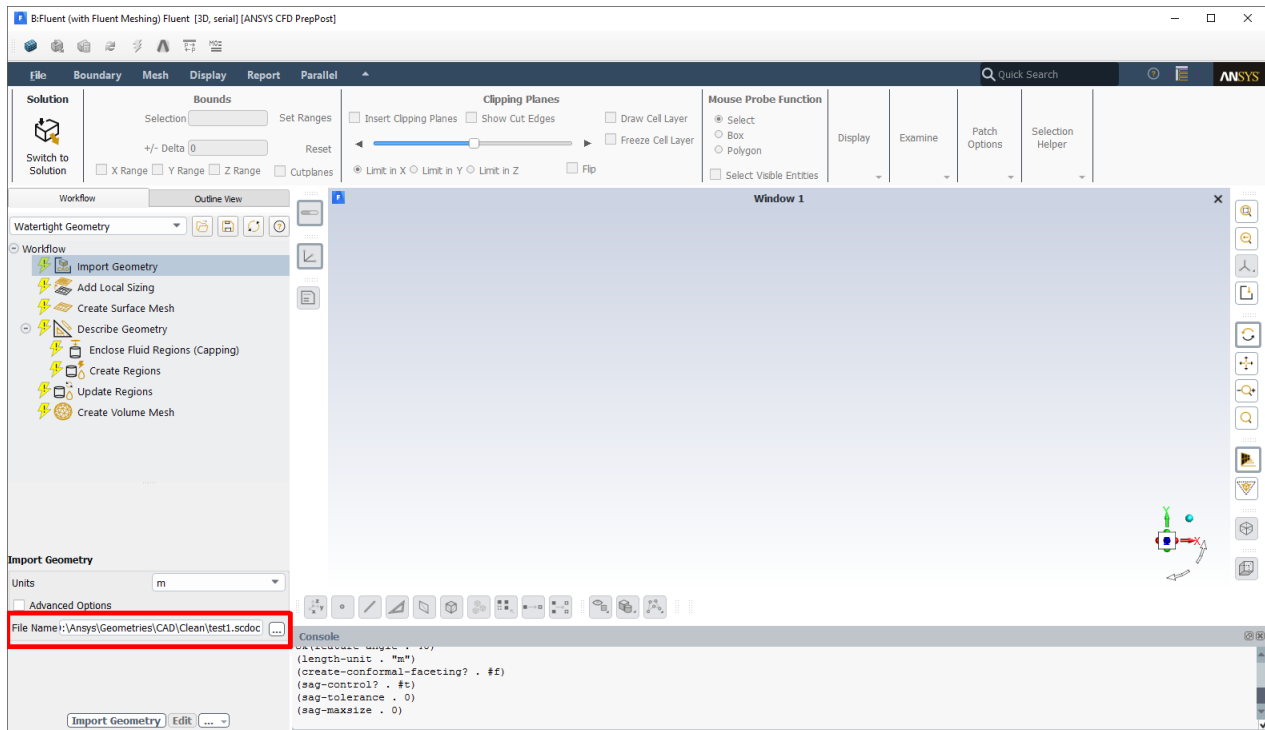 B:Fluent (with Fluent Meshing) Fluent [3D, serial] [ANSYS CFD PrepPost]
File Boundary Mesh Display Report Parallel Quick Search ANSYS
Solution
Switch to
Solution
Bounds
Selection
Set Ranges
+/- Delta 0
Reset
X Range Y Range Z Range Cutplanes
Clipping Planes
Insert Clipping Planes Show Cut Edges Draw Cell Layer
Freeze Cell Layer
Limit in X Limit in Y Limit in Z Flip
Mouse Probe Function
Select
Box
Polygon
Select Visible Entities
Display
Examine
Patch
Options
Selection
Helper
Workflow Outline View
Watertight Geometry
Workflow
Import Geometry
Add Local Sizing
Create Surface Mesh
Describe Geometry
Enclose Fluid Regions (Capping)
Create Regions
Update Regions
Create Volume Mesh
Window 1
Y
X
Import Geometry
Units m
Advanced Options
File Name :\Ansys\Geometries\CAD\Clean\test1.scdoc ...
Import Geometry Edit ...
Console
(length-unit . "m")
(create-conformal-faceting? . #f)
(sag-control? . #t)
(sag-tolerance . 0)
(sag-maxsize . 0)